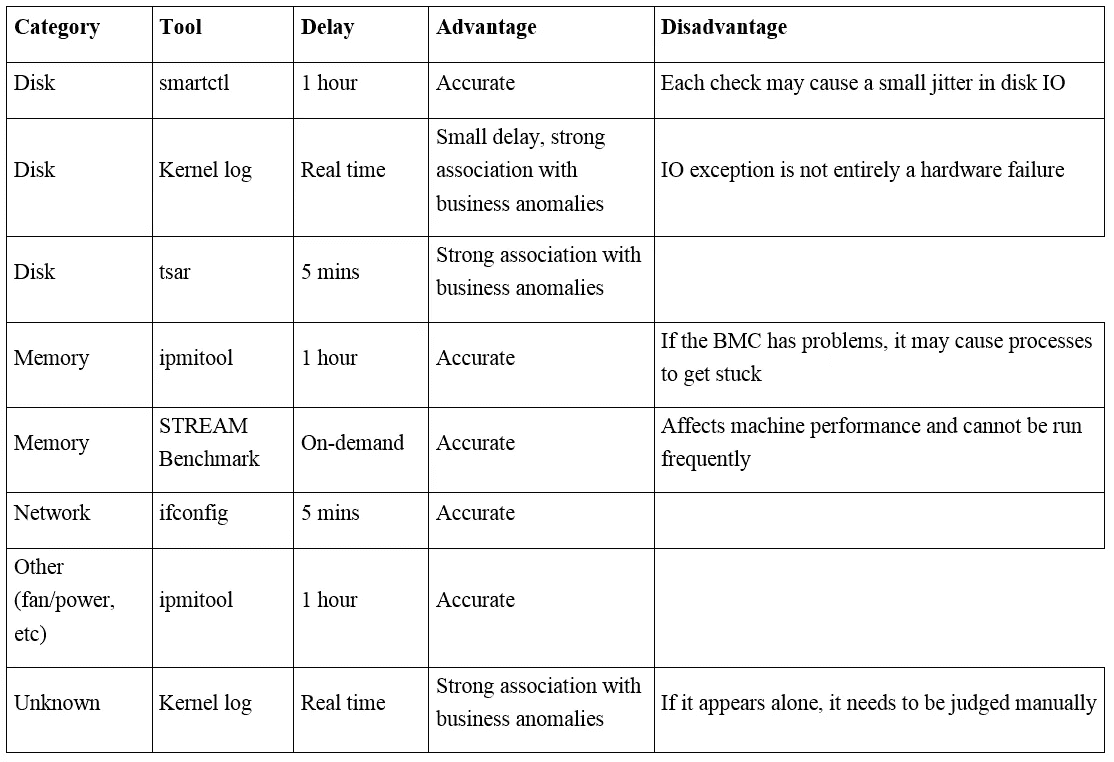 Category Tool Delay Advantage Disadvantage
Disk smartctl 1 hour Accurate Each check may cause a small jitter in disk IO
Disk Kernel log Real time Small delay, strong
association with
business anomalies IO exception is not entirely a hardware failure
Disk tsar 5 mins Strong association with
business anomalies
Memory ipmitool 1 hour Accurate If the BMC has problems, it may cause processes
to get stuck
Memory STREAM
Benchmark On-demand Accurate Affects machine performance and cannot be run
frequently
Network ifconfig 5 mins Accurate
Other
(fan/power,
etc) ipmitool 1 hour Accurate
Unknown Kernel log Real time Strong association with
business anomalies If it appears alone, it needs to be judged manually